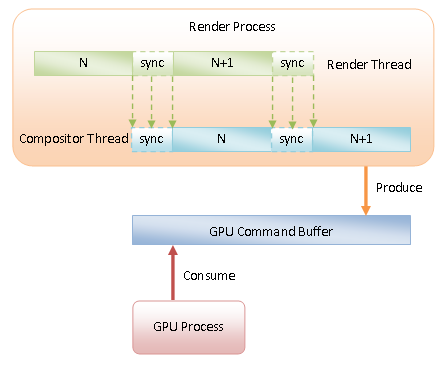 Render Process
N sync N+1 sync Render Thread
Compositor Thread sync N sync N+1
Produce
GPU Command Buffer
Consume
GPU Process